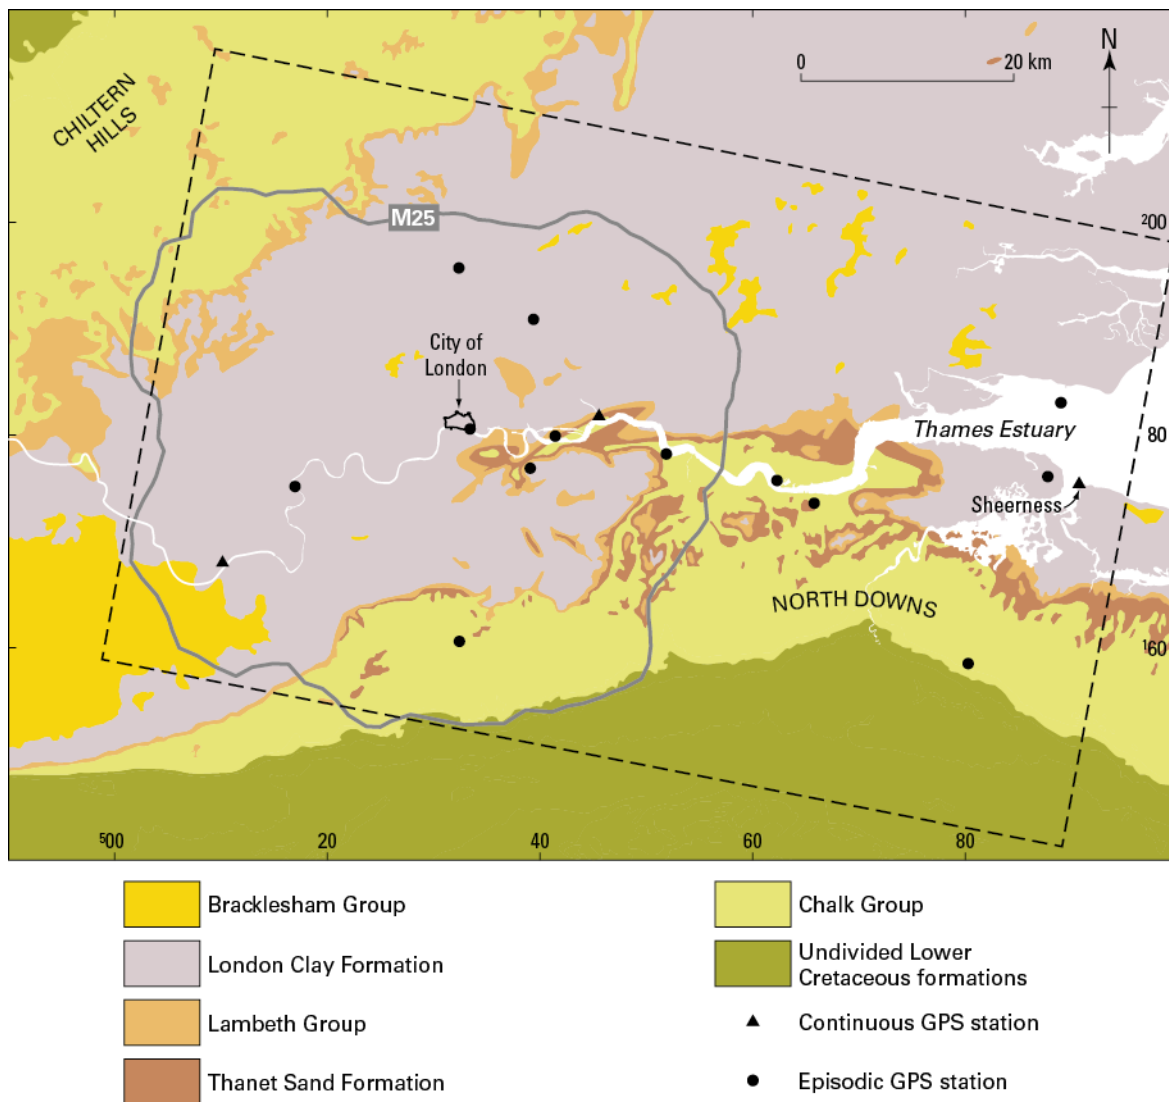 N
0
20 km
CHILTERN
HILLS
M25
²00
City of
London
Thames Estuary
80
Sheerness
NORTH DOWNS
¹60
⁵00
20
40
60
80
Bracklesham Group
London Clay Formation
Lambeth Group
Thanet Sand Formation
Chalk Group
Undivided Lower
Cretaceous formations
Continuous GPS station
Episodic GPS station